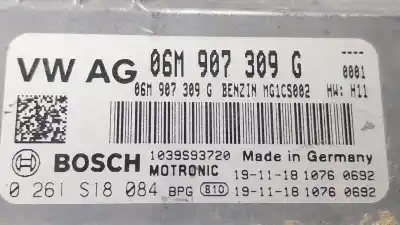 VW AG 06M 907 309 G
0001
06M 907 309 G BENZIN MG1CS002 HW: H11
BOSCH 1039S93720 Made in Germany
MOTRONIC 19-11-18 1076 0692
0 261 S18 084 BPG 810 19-11-18 1076 0692